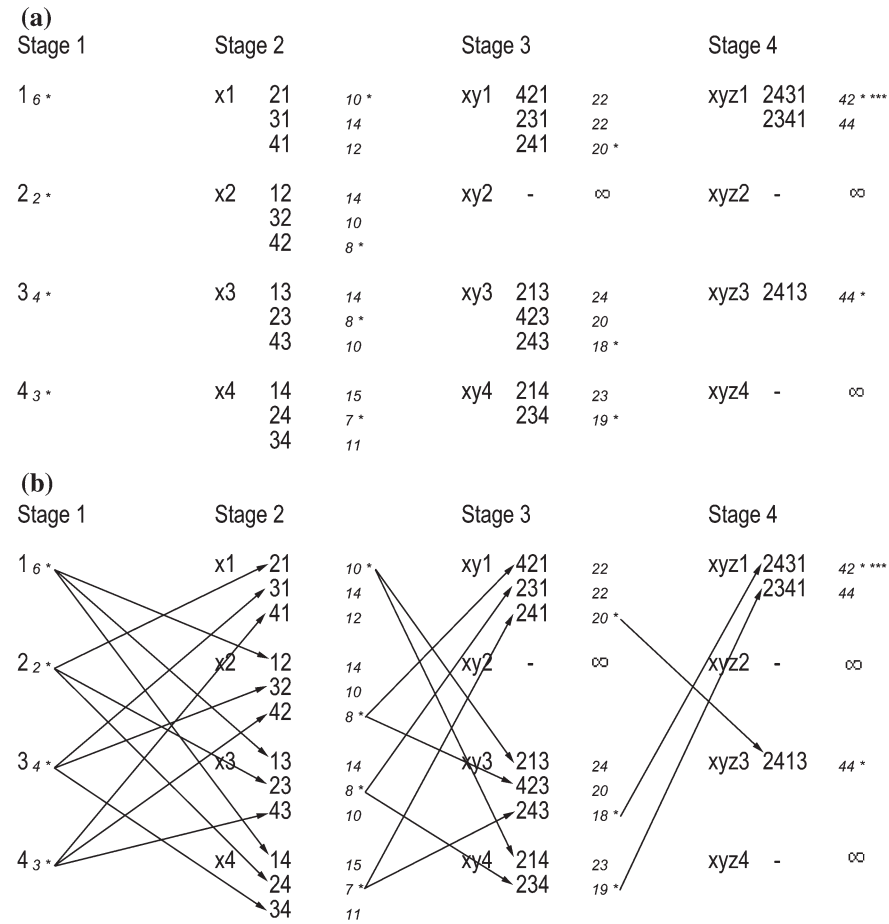 (a)
Stage 1 Stage 2 Stage 3 Stage 4
1 6 * x1 21 10 * xy1 421 22 xyz1 2431 42 * ***
31 14 231 22 2341 44
41 12 241 20 *
2 2 * x2 12 14 xy2 - ∞ xyz2 - ∞
32 10
42 8 *
3 4 * x3 13 14 xy3 213 24 xyz3 2413 44 *
23 8 * 423 20
43 10 243 18 *
4 3 * x4 14 15 xy4 214 23 xyz4 - ∞
24 7 * 234 19 *
34 11
(b)
Stage 1 Stage 2 Stage 3 Stage 4
1 6 * x1 21 10 * xy1 421 22 xyz1 2431 42 * ***
31 14 231 22 2341 44
41 12 241 20 *
2 2 * x2 12 14 xy2 - ∞ xyz2 - ∞
32 10
42 8 *
3 4 * x3 13 14 xy3 213 24 xyz3 2413 44 *
23 8 * 423 20
43 10 243 18 *
4 3 * x4 14 15 xy4 214 23 xyz4 - ∞
24 7 * 234 19 *
34 11